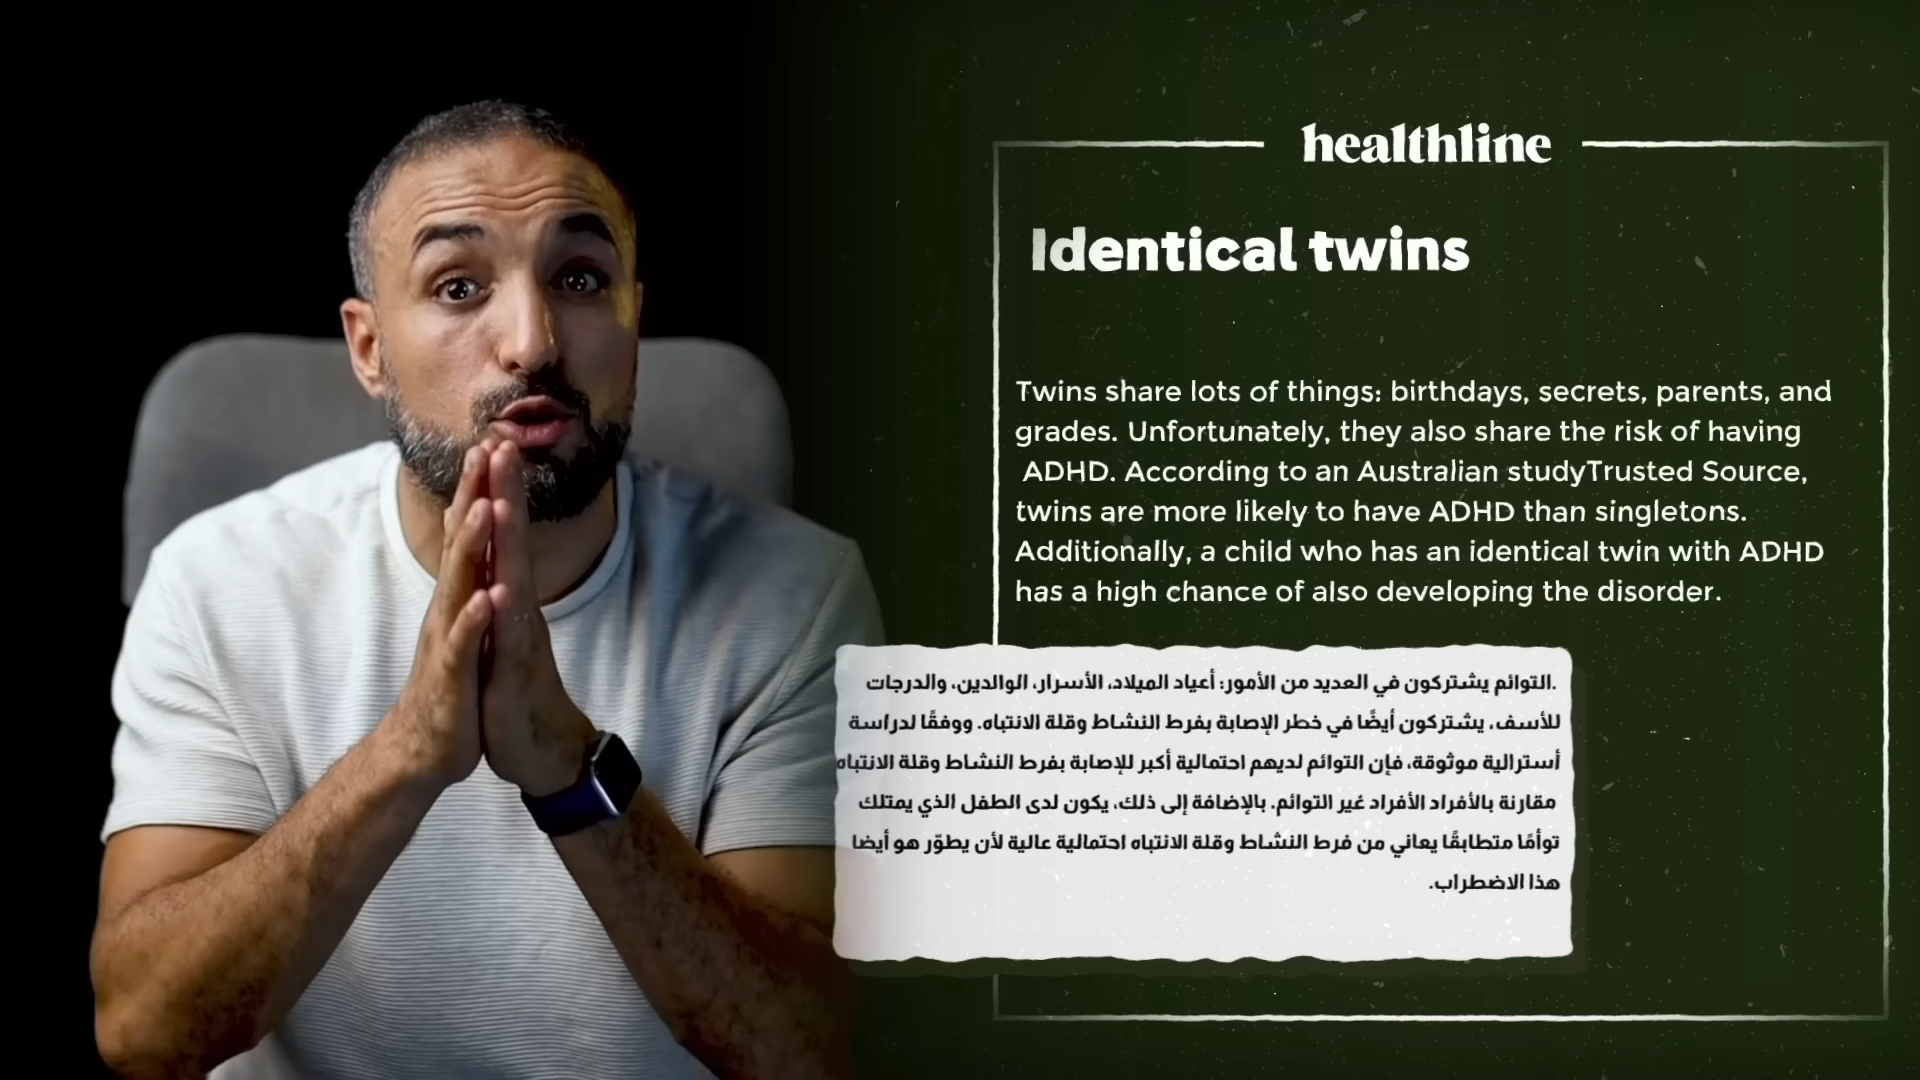 healthline
Identical twins
Twins share lots of things: birthdays, secrets, parents, and
grades. Unfortunately, they also share the risk of having
ADHD. According to an Australian studyTrusted Source,
twins are more likely to have ADHD than singletons.
Additionally, a child who has an identical twin with ADHD
has a high chance of also developing the disorder.
.التوائم يشتركون في العديد من الأمور: أعياد الميلاد، الأسرار، الوالدين، والدرجات
للأسف، يشتركون أيضًا في خطر الإصابة بفرط النشاط وقلة الانتباه. ووفقًا لدراسة
أسترالية موثوقة، فإن التوائم لديهم احتمالية أكبر للإصابة بفرط النشاط وقلة الانتباه
مقارنة بالأفراد الأفراد غير التوائم. بالإضافة إلى ذلك، يكون لدى الطفل الذي يمتلك
توأمًا متطابقًا يعاني من فرط النشاط وقلة الانتباه احتمالية عالية لأن يطوّر هو أيضا
هذا الاضطراب.